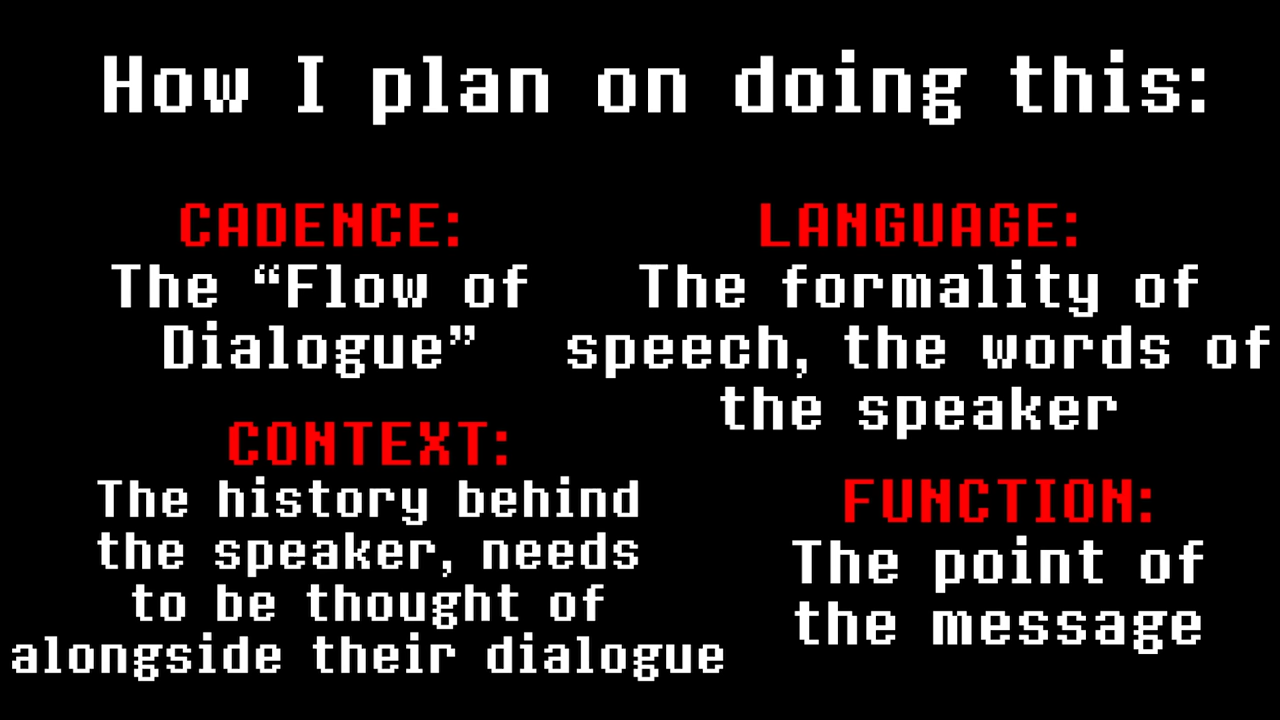 How I plan on doing this:
CADENCE:
The “Flow of
Dialogue”
LANGUAGE:
The formality of
speech, the words of
the speaker
CONTEXT:
The history behind
the speaker, needs
to be thought of
alongside their dialogue
FUNCTION:
The point of
the message